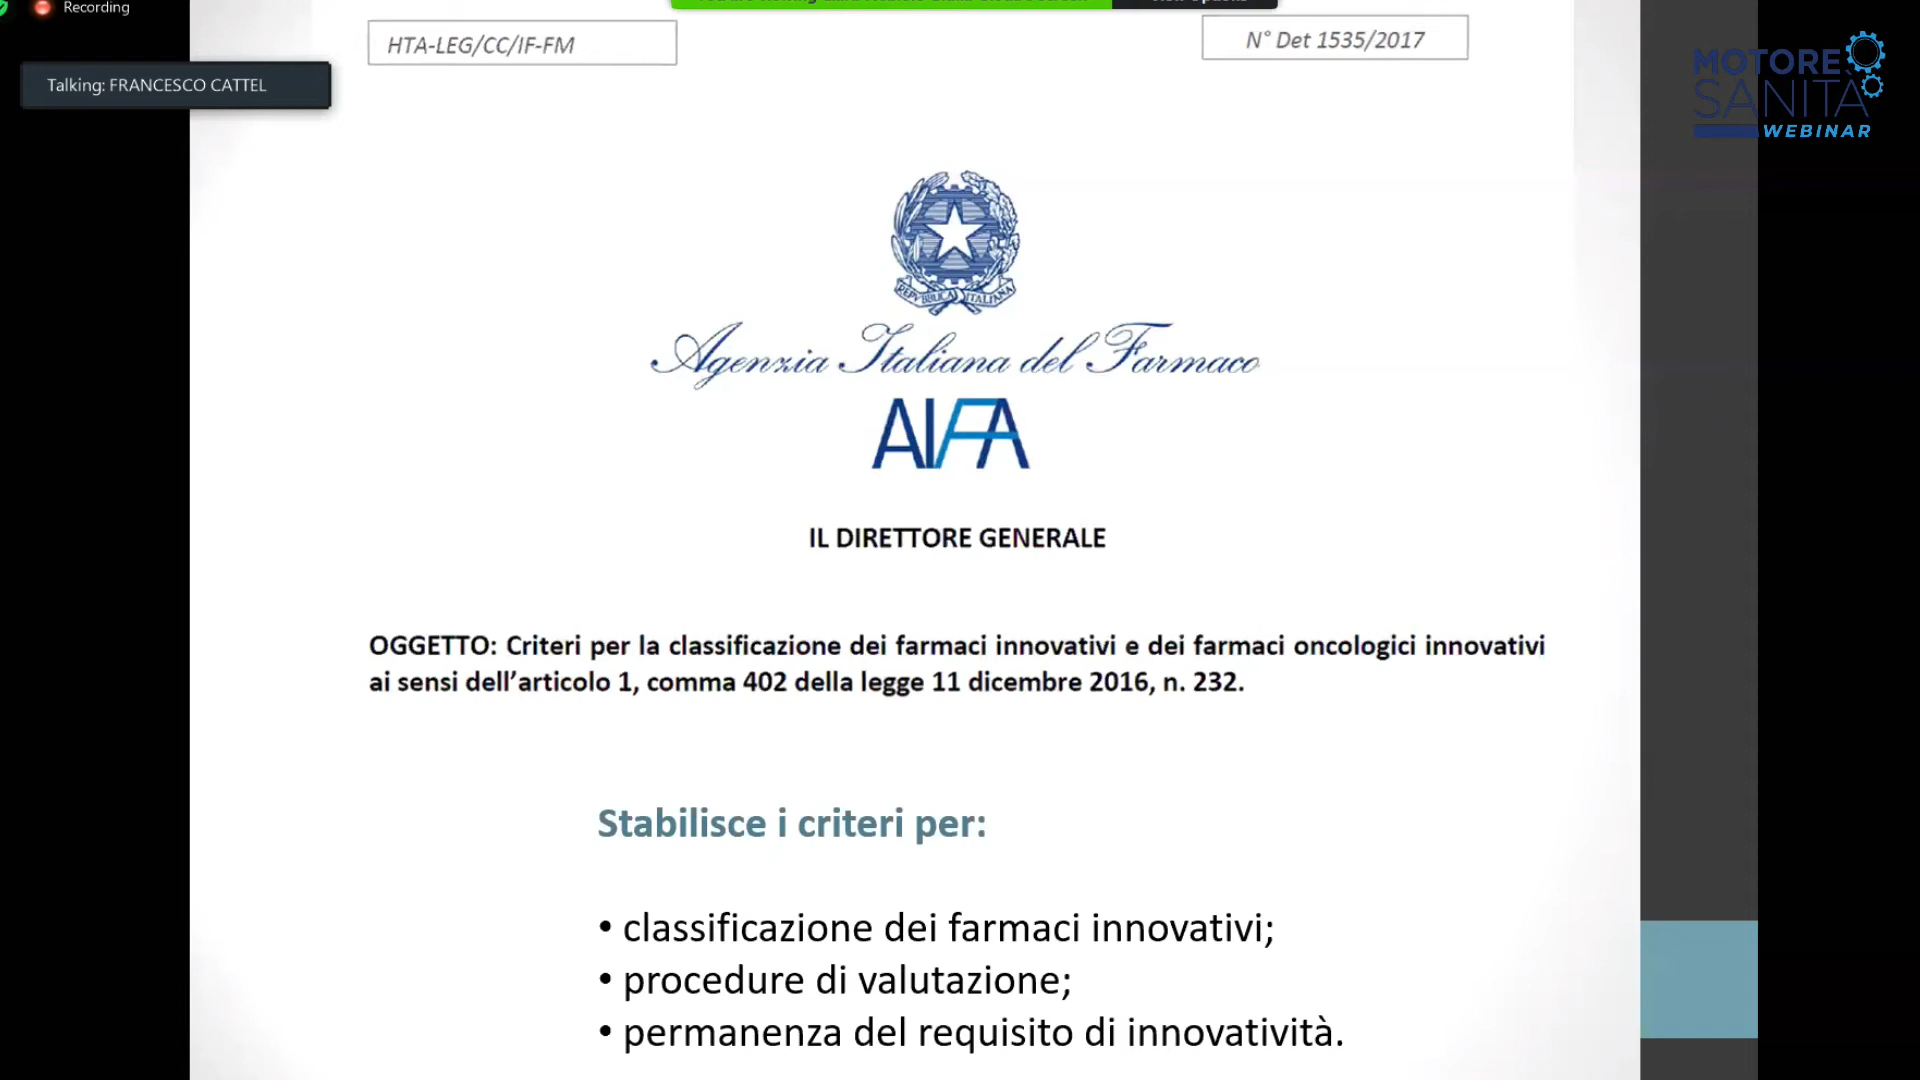 Recording
HTA-LEG/CC/IF-FM
N° Det 1535/2017
Talking: FRANCESCO CATTEL
MOTORE
SANITÀ
WEBINAR
REPVBBLICA ITALIANA
Agenzia Italiana del Farmaco
AIFA
IL DIRETTORE GENERALE
OGGETTO: Criteri per la classificazione dei farmaci innovativi e dei farmaci oncologici innovativi
ai sensi dell’articolo 1, comma 402 della legge 11 dicembre 2016, n. 232.
Stabilisce i criteri per:
• classificazione dei farmaci innovativi;
• procedure di valutazione;
• permanenza del requisito di innovatività.